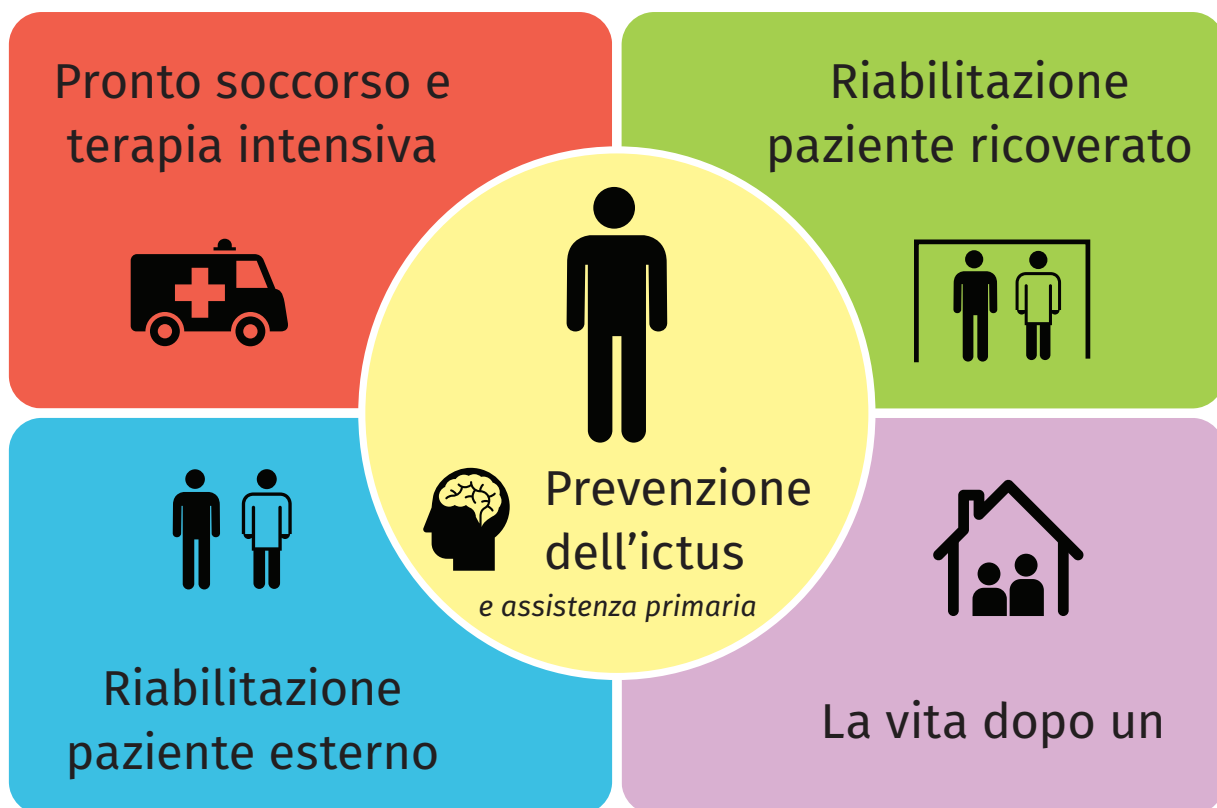 Pronto soccorso e
terapia intensiva
Riabilitazione
paziente ricoverato
Prevenzione
dell’ictus
e assistenza primaria
Riabilitazione
paziente esterno
La vita dopo un